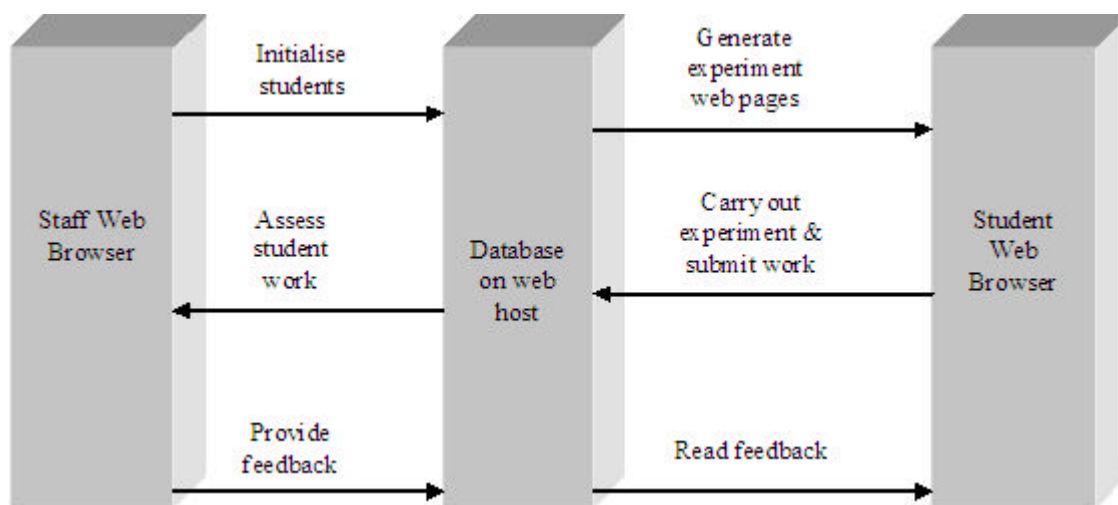 Initialise
students
Generate
experiment
web pages
Staff Web
Browser
Assess
student
work
Database
on web
host
Carry out
experiment &
submit work
Student
Web
Browser
Provide
feedback
Read feedback